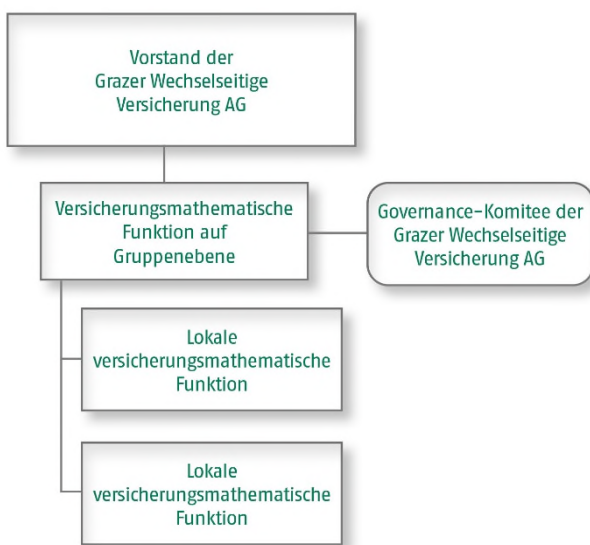 Vorstand der
Grazer Wechselseitige
Versicherung AG
Versicherungsmathematische
Funktion auf
Gruppenebene
Governance-Komitee der
Grazer Wechselseitige
Versicherung AG
Lokale
versicherungsmathematische
Funktion
Lokale
versicherungsmathematische
Funktion